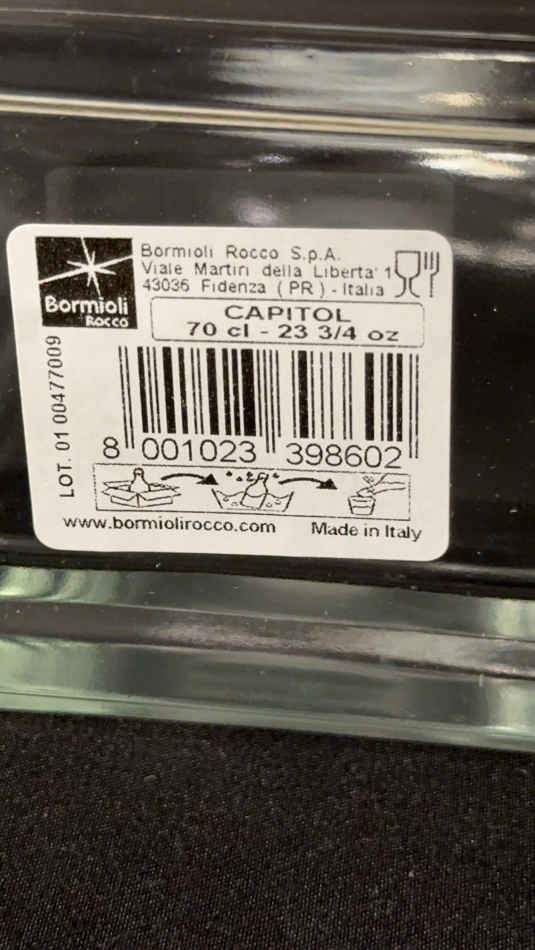 Bormioli
ROCCO
Bormioli Rocco S.p.A.
Viale Martiri della Liberta' 1
43036 Fidenza ( PR ) - Italia
CAPITOL
70 cl - 23 3/4 oz
LOT. 01 00477009
8 001023 398602
www.bormiolirocco.com
Made in Italy